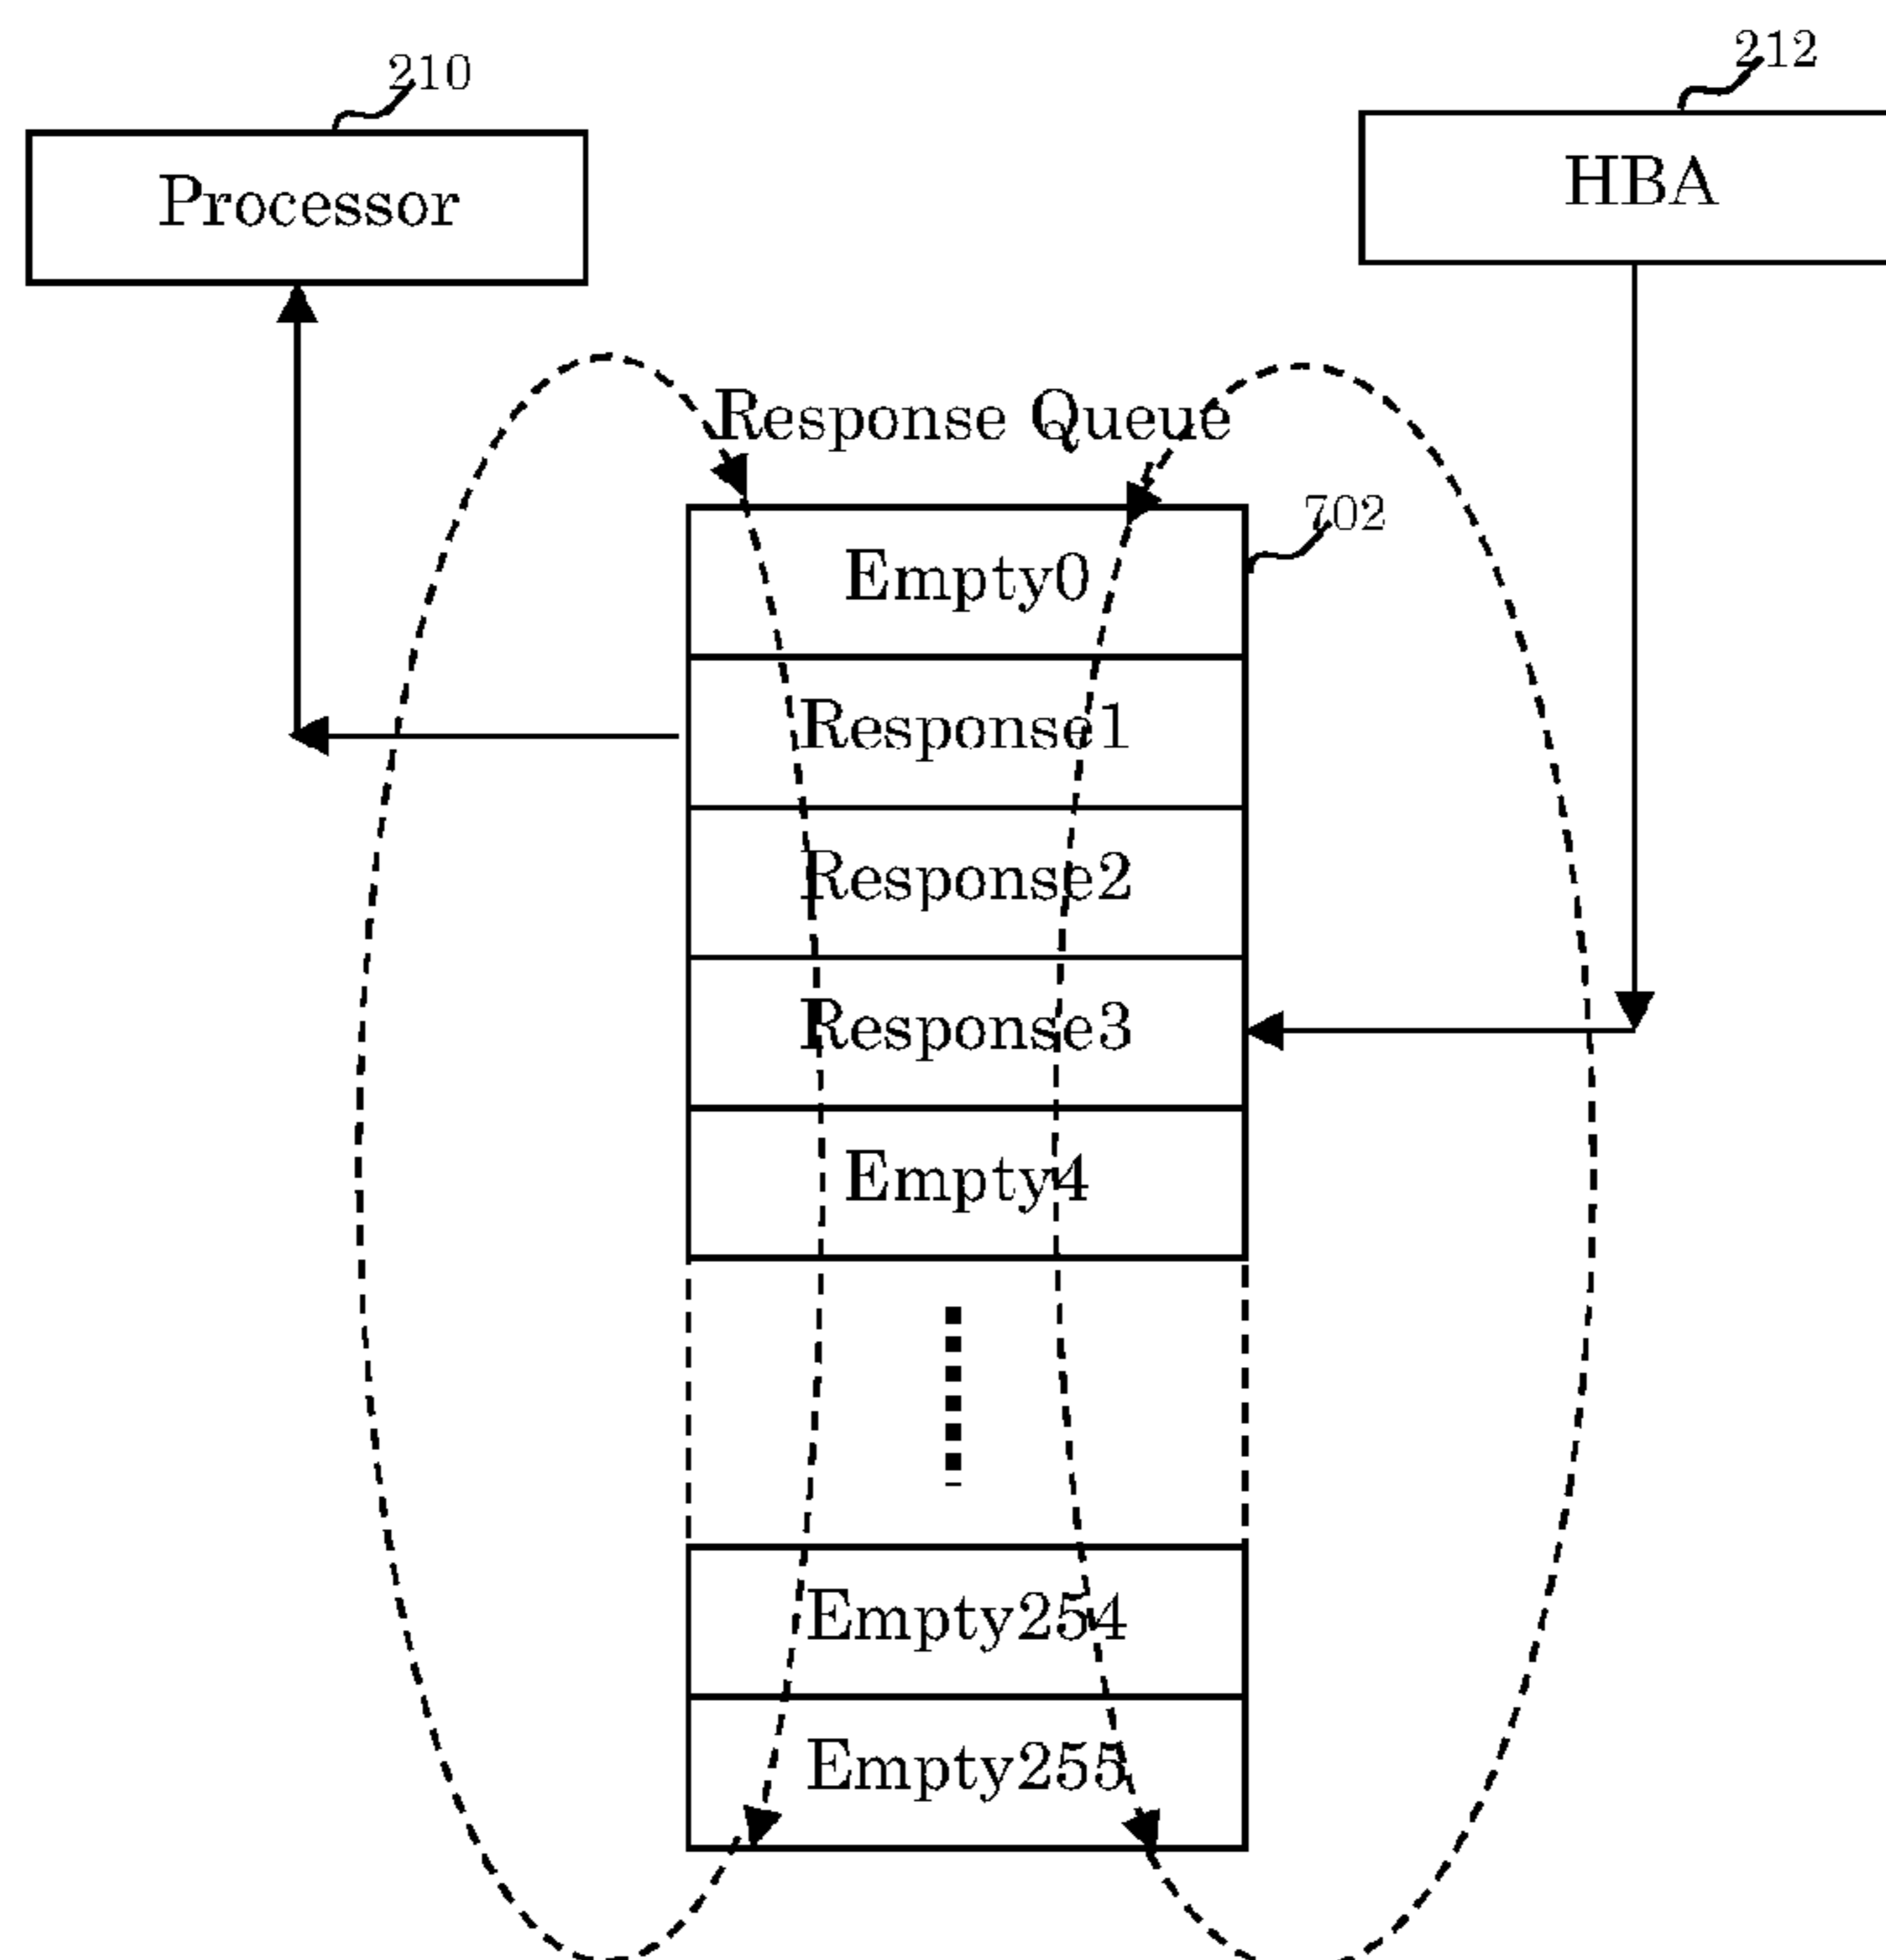 210
212
Processor
HBA
Response Queue
702
Empty0
Response1
Response2
Response3
Empty4
Empty254
Empty255